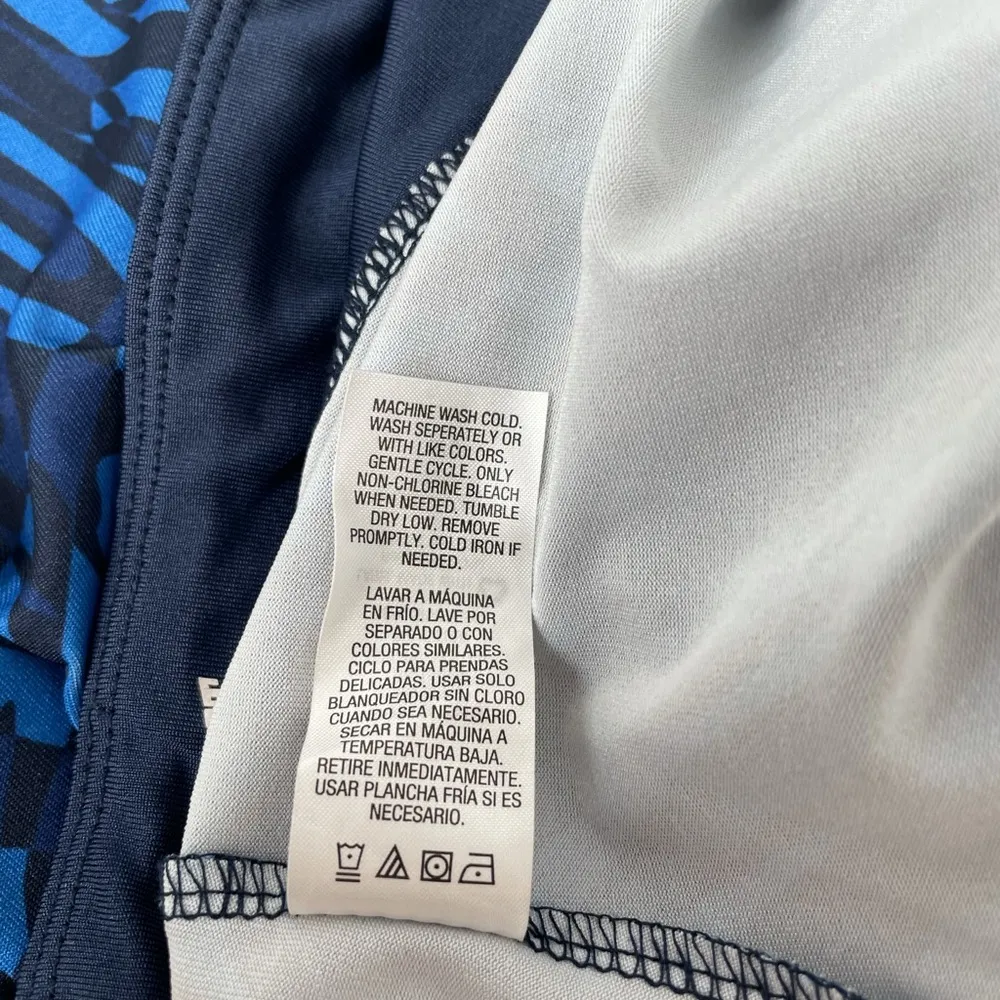 MACHINE WASH COLD.
WASH SEPERATELY OR
WITH LIKE COLORS.
GENTLE CYCLE. ONLY
NON-CHLORINE BLEACH
WHEN NEEDED. TUMBLE
DRY LOW. REMOVE
PROMPTLY. COLD IRON IF
NEEDED.
LAVAR A MÁQUINA
EN FRÍO. LAVE POR
SEPARADO O CON
COLORES SIMILARES.
CICLO PARA PRENDAS
DELICADAS. USAR SOLO
BLANQUEADOR SIN CLORO
CUANDO SEA NECESARIO.
SECAR EN MÁQUINA A
TEMPERATURA BAJA.
RETIRE INMEDIATAMENTE.
USAR PLANCHA FRÍA SI ES
NECESARIO.